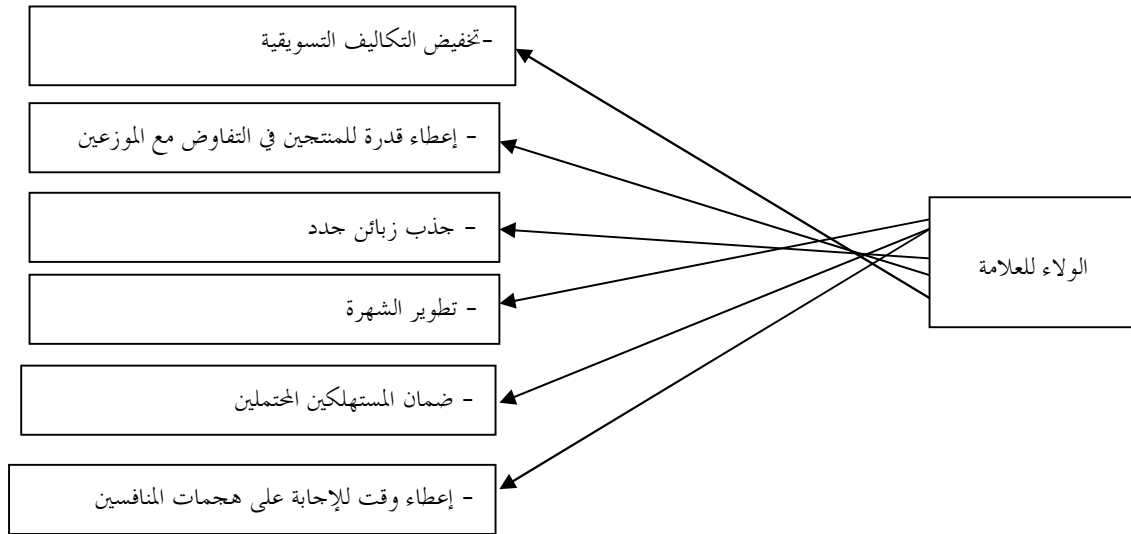 -تخفيض التكاليف التسويقية
- إعطاء قدرة للمنتجين في التفاوض مع الموزعين
- جذب زبائن جدد
الولاء للعلامة
- تطوير الشهرة
- ضمان المستهلكين المحتملين
- إعطاء وقت للإجابة على هجمات المنافسين